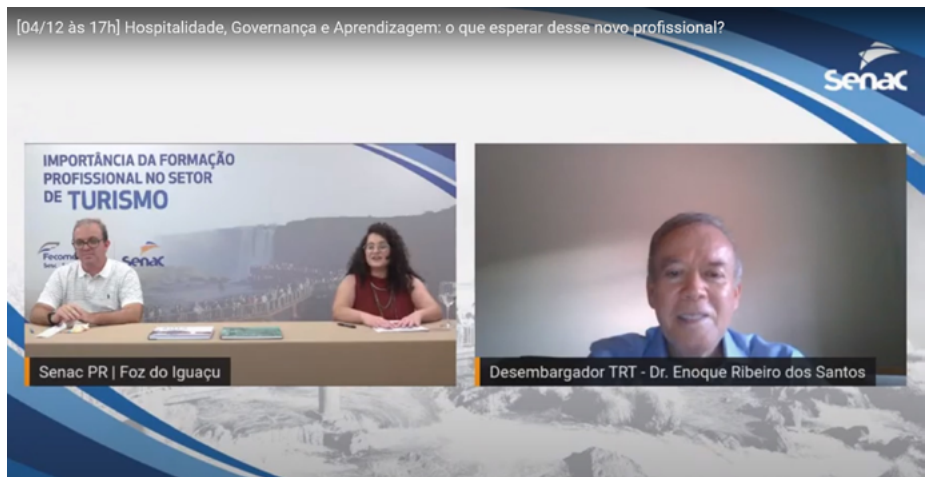 [04/12 às 17h] Hospitalidade, Governança e Aprendizagem: o que esperar desse novo profissional?
Senac
IMPORTÂNCIA DA FORMAÇÃO
PROFISSIONAL NO SETOR
DE TURISMO
Fecom
Senac
Senac PR | Foz do Iguaçu
Desembargador TRT - Dr. Enoque Ribeiro dos Santos